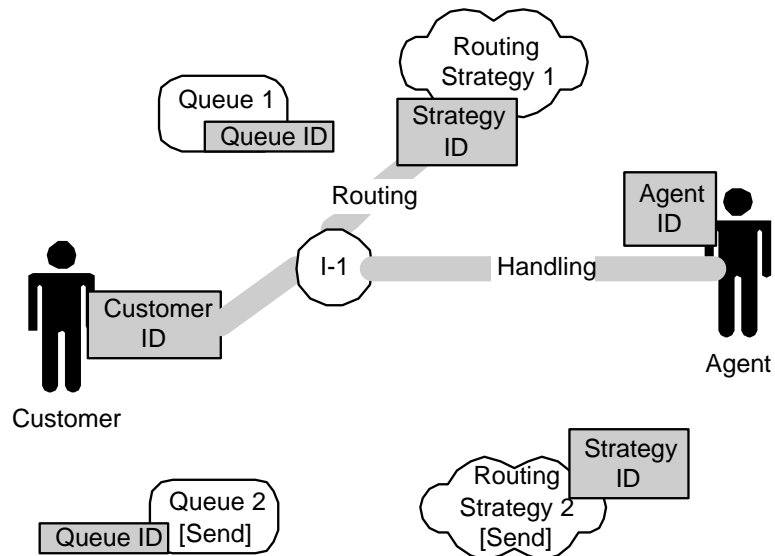 Routing
Strategy 1
Queue 1
Queue ID
Strategy
ID
Routing
Agent
ID
I-1
Handling
Customer
ID
Agent
Customer
Strategy
ID
Routing
Strategy 2
[Send]
Queue 2
[Send]
Queue ID